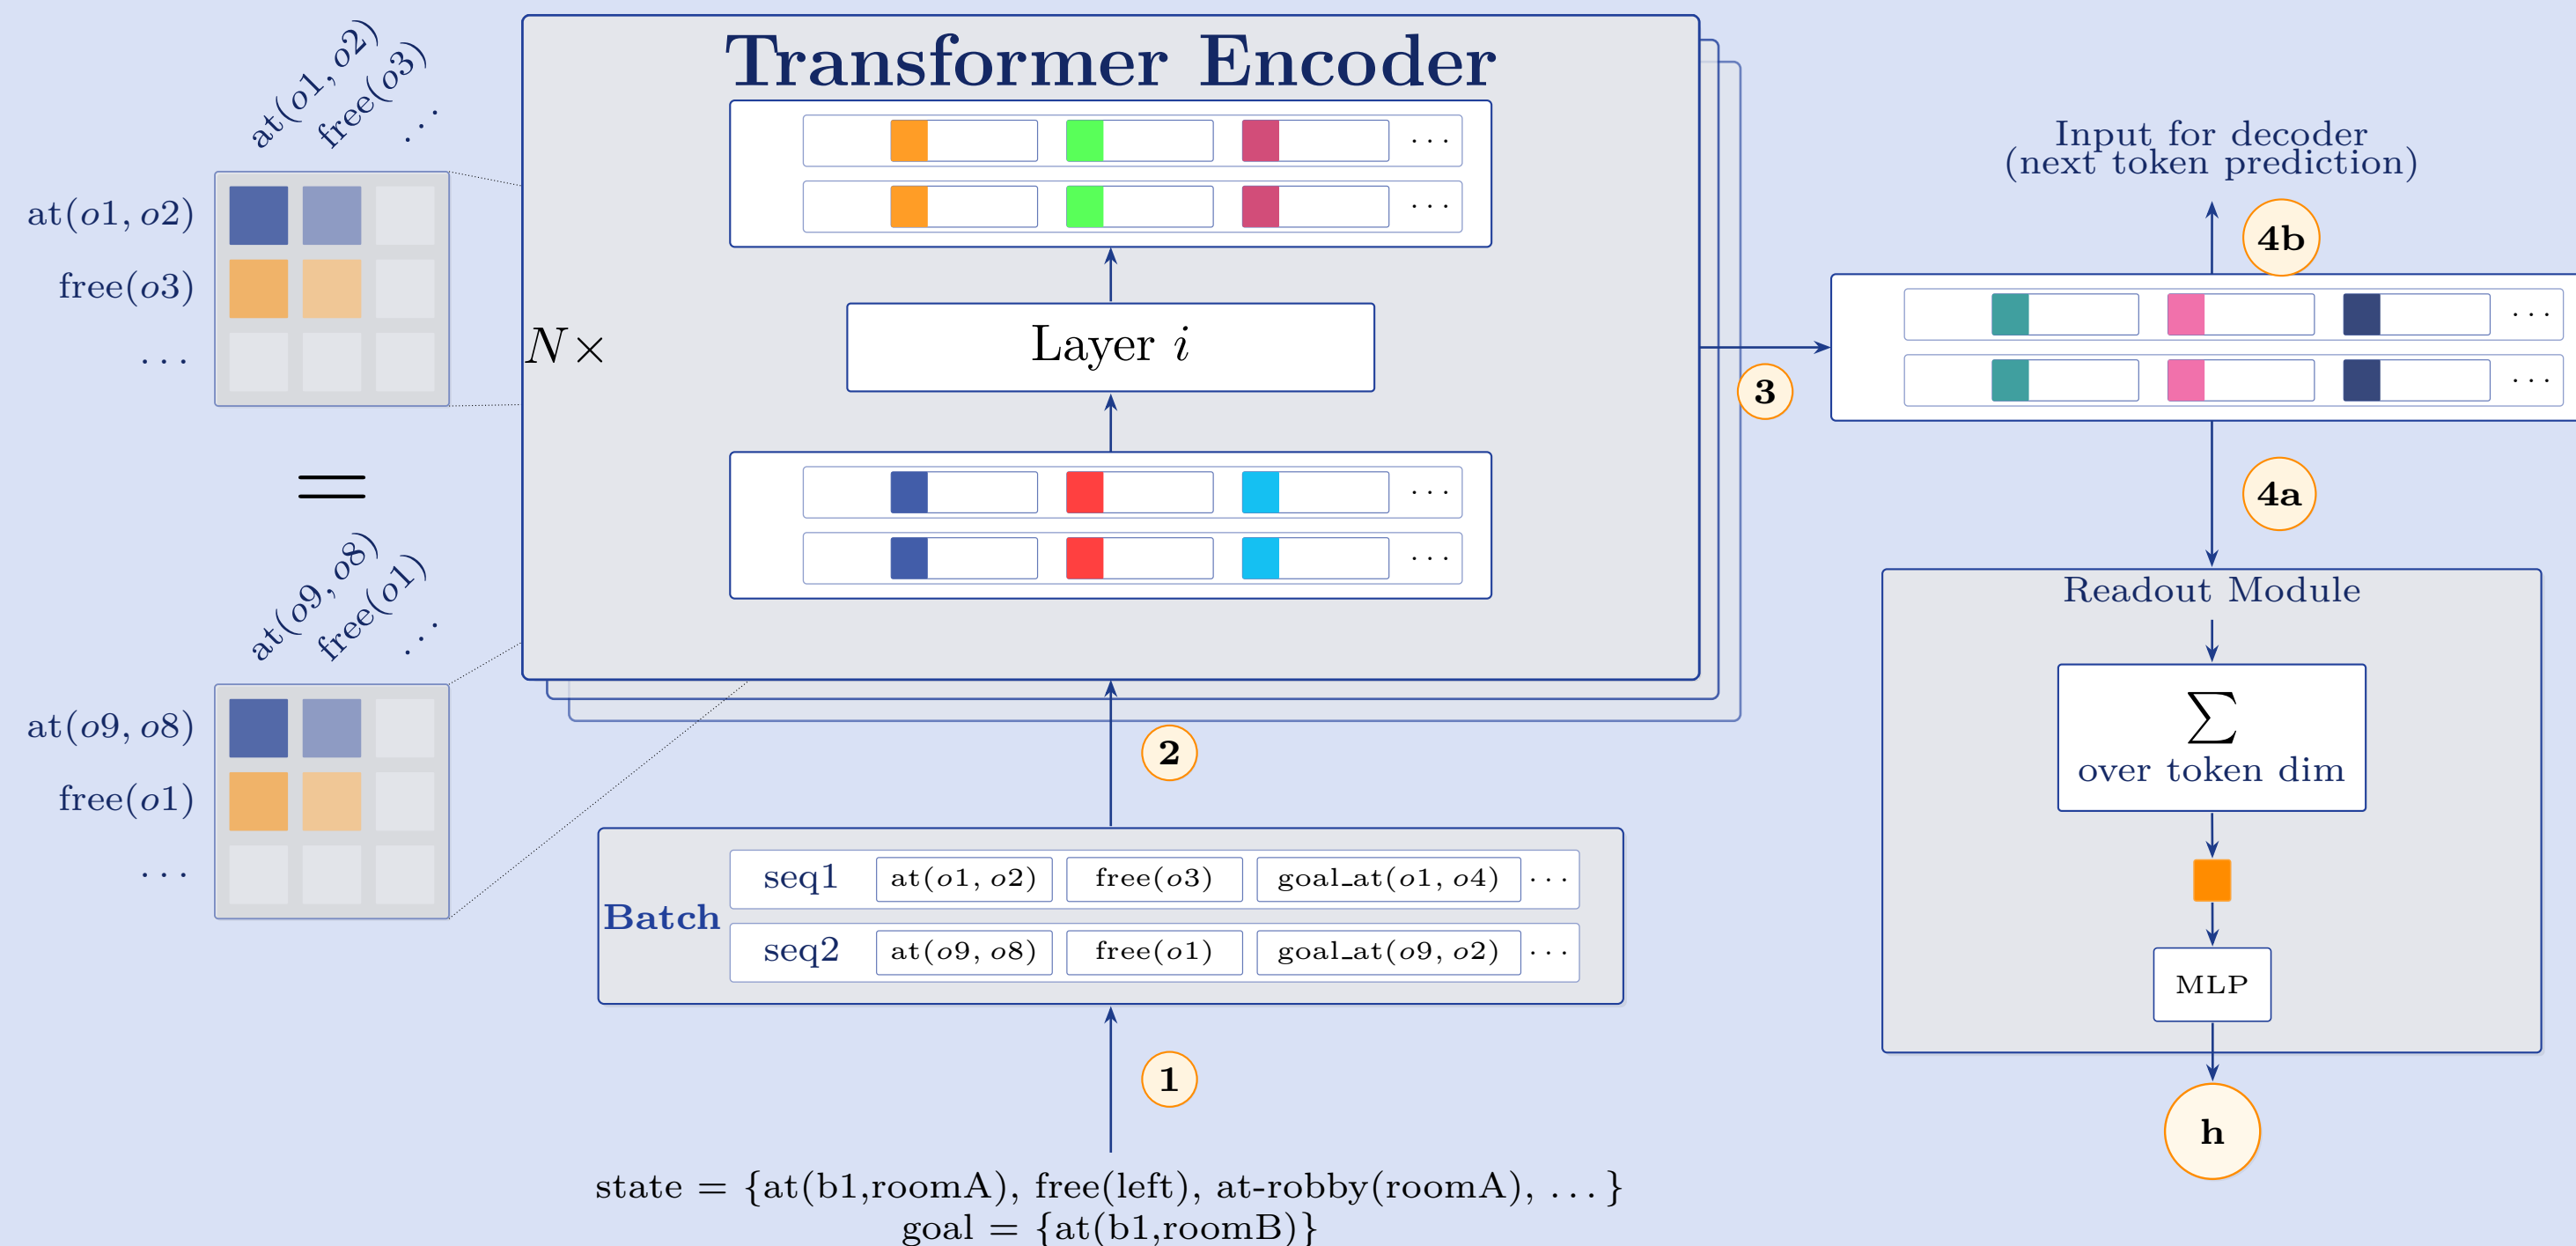 Transformer Encoder
at(o1, o2)
free(o3)
...
at(o1, o2)
free(o3)
...
N×
Layer i
...
...
...
...
=
at(o9, o8)
free(o1)
...
at(o9, o8)
free(o1)
...
2
Batch
seq1 at(o1, o2) free(o3) goal_at(o1, o4) ...
seq2 at(o9, o8) free(o1) goal_at(o9, o2) ...
1
state = {at(b1,roomA), free(left), at-robby(roomA), ...}
goal = {at(b1,roomB)}
3
Input for decoder
(next token prediction)
4b
...
...
4a
Readout Module
∑
over token dim
MLP
h